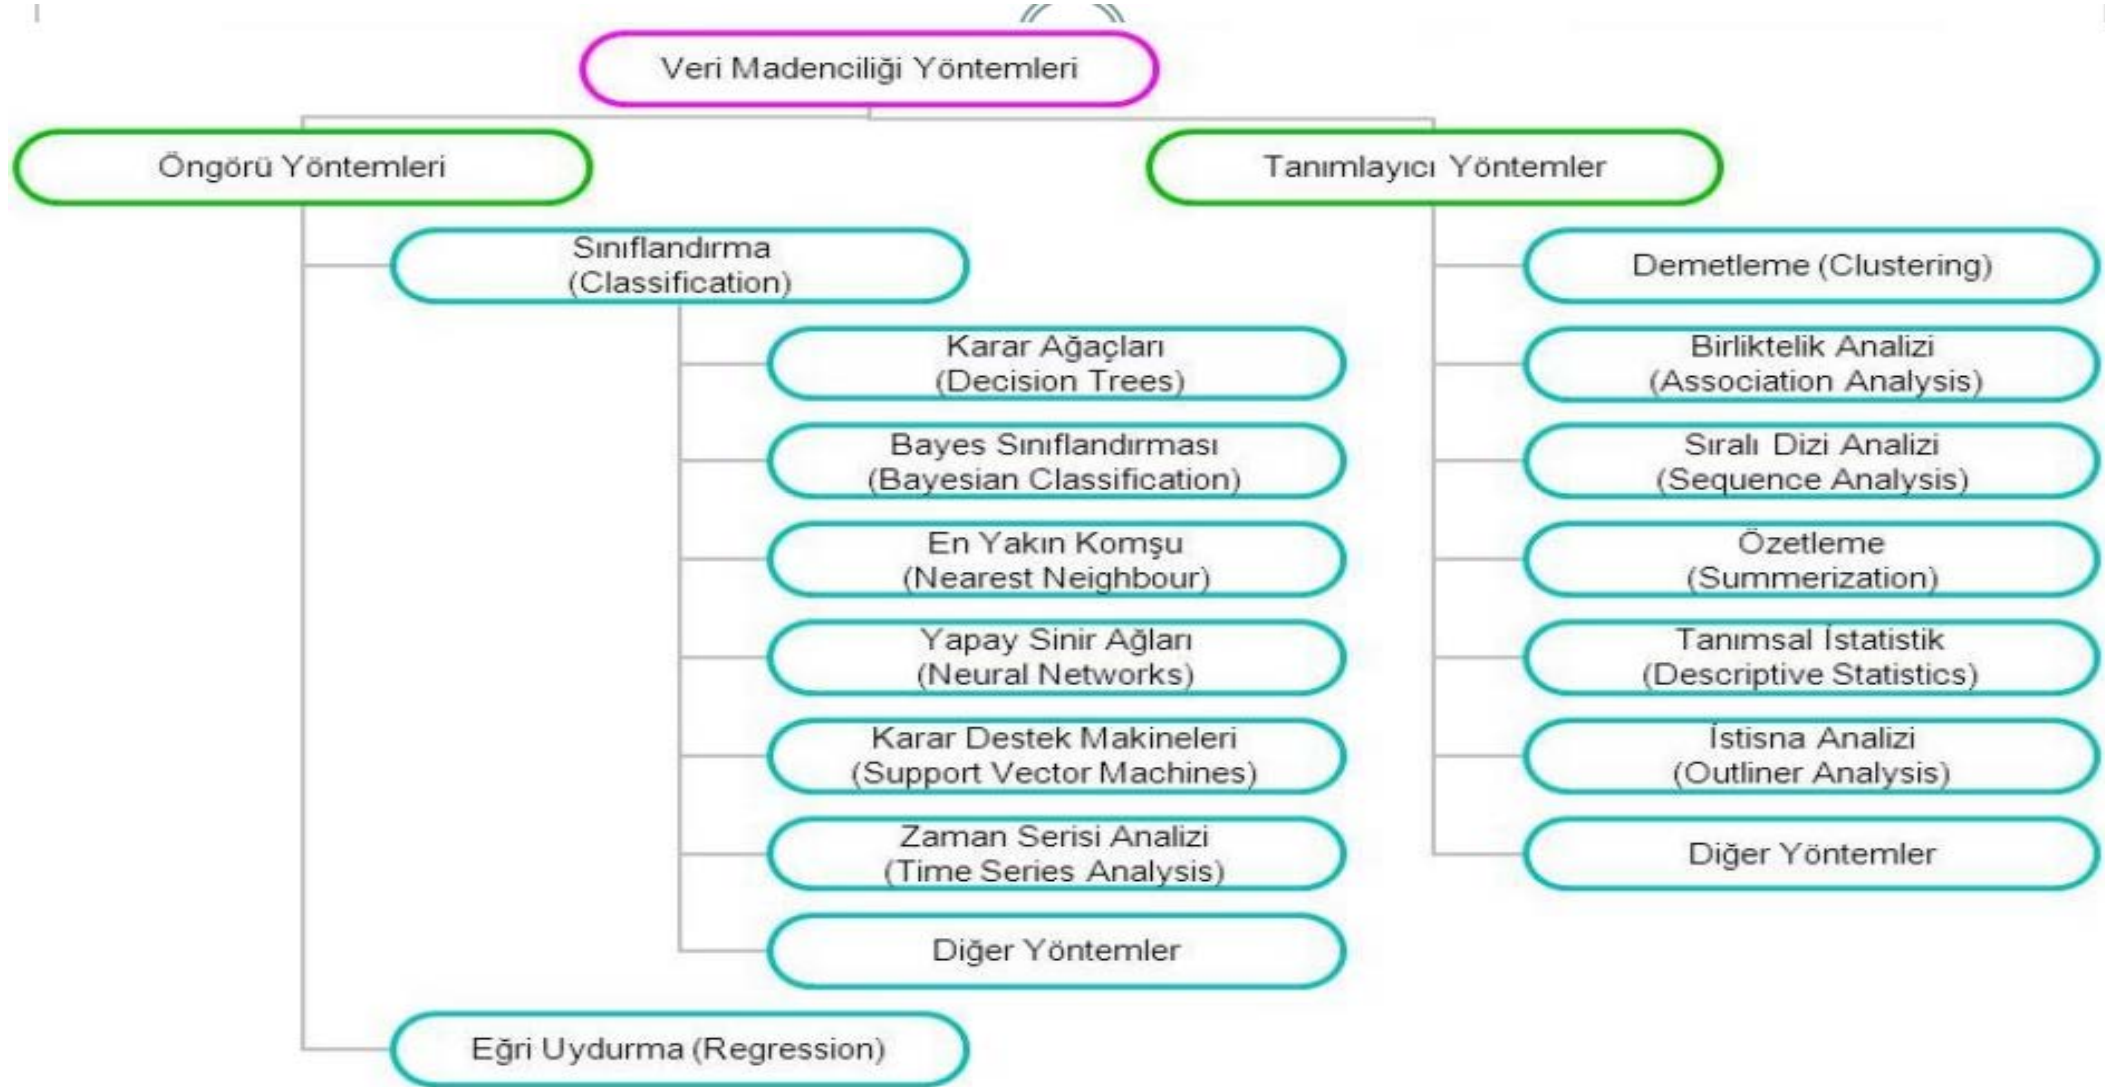 Veri Madenciliği Yöntemleri
Öngörü Yöntemleri
Sınıflandırma
(Classification)
Karar Ağaçları
(Decision Trees)
Bayes Sınıflandırması
(Bayesian Classification)
En Yakın Komşu
(Nearest Neighbour)
Yapay Sinir Ağları
(Neural Networks)
Karar Destek Makineleri
(Support Vector Machines)
Zaman Serisi Analizi
(Time Series Analysis)
Diğer Yöntemler
Eğri Uydurma (Regression)
Tanımlayıcı Yöntemler
Demetleme (Clustering)
Birliktelik Analizi
(Association Analysis)
Sıralı Dizi Analizi
(Sequence Analysis)
Özetleme
(Summerization)
Tanımsal İstatistik
(Descriptive Statistics)
İstisna Analizi
(Outliner Analysis)
Diğer Yöntemler